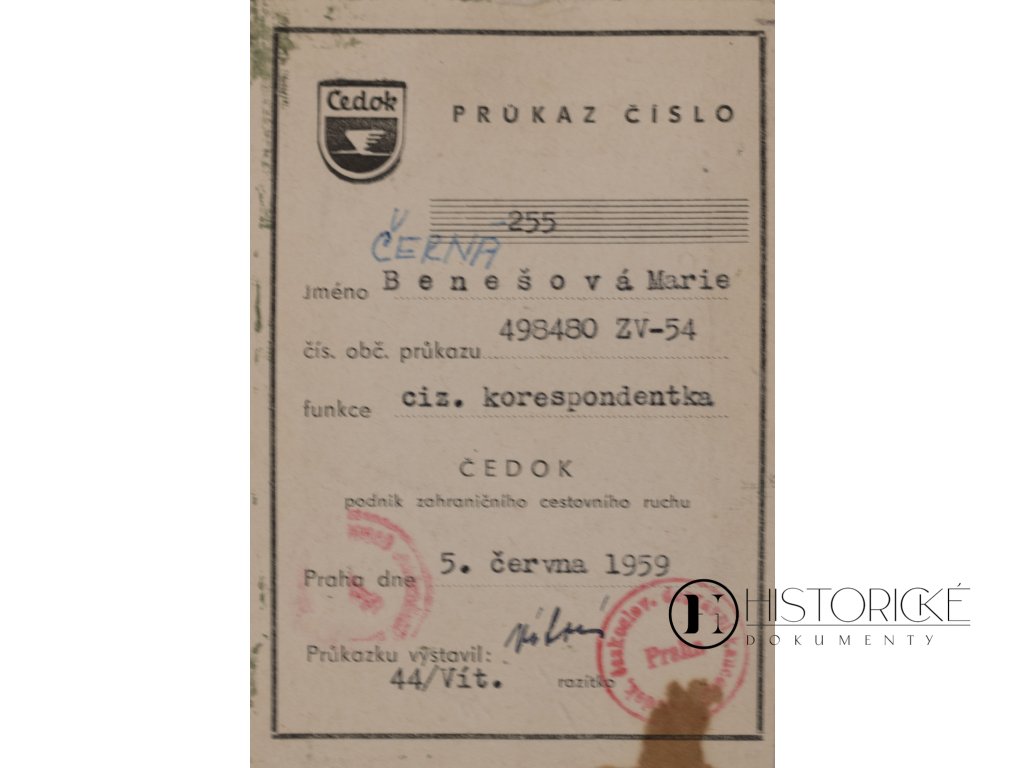 Čedok
PRŮKAZ ČÍSLO
-255
ČERNÁ
Jméno Benešová Marie
čís. obč. průkazu 498480 ZV-54
funkce ciz. korespondentka
ČEDOK
podnik zahraničního cestovního ruchu
Praha dne 5. června 1959
Průkazku vystavil:
44/Vít. razítko
Praha
HISTORICKÉ
DOKUMENTY